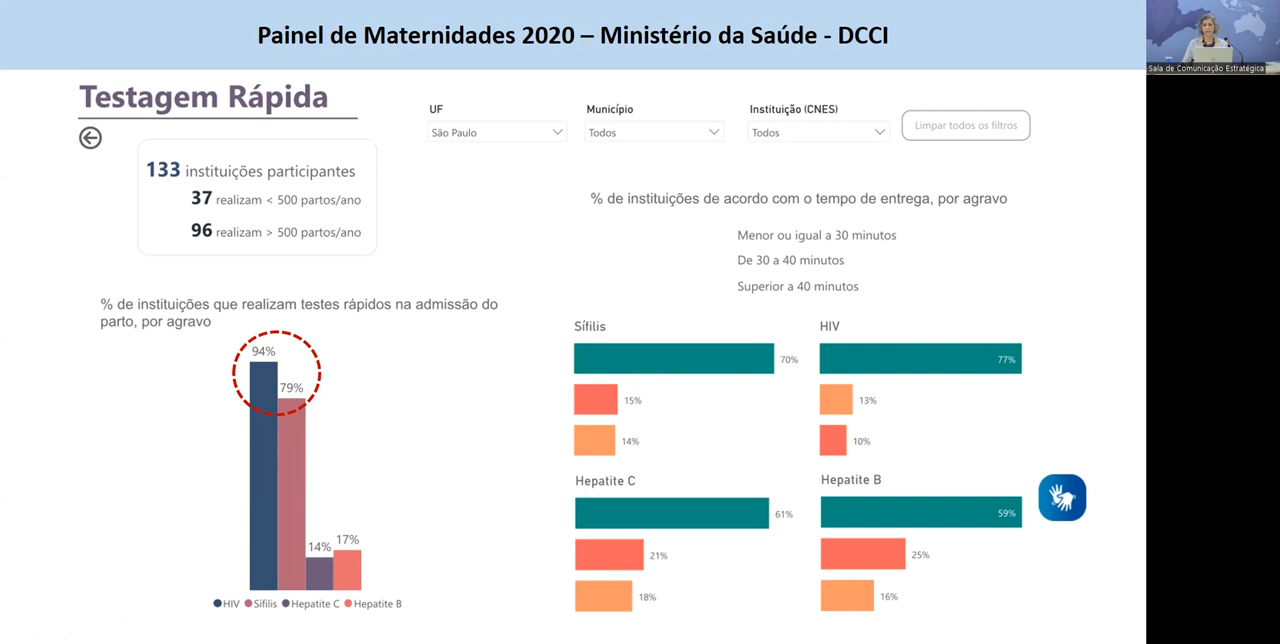 Painel de Maternidades 2020 – Ministério da Saúde - DCCI
Sala de Comunicação Estratégica
Testagem Rápida
UF
Município
Instituição (CNES)
São Paulo
Todos
Todos
Limpar todos os filtros
133 instituições participantes
37 realizam < 500 partos/ano
96 realizam > 500 partos/ano
% de instituições de acordo com o tempo de entrega, por agravo
Menor ou igual a 30 minutos
De 30 a 40 minutos
Superior a 40 minutos
% de instituições que realizam testes rápidos na admissão do
parto, por agravo
94%
79%
14%
17%
HIV Sífilis Hepatite C Hepatite B
Sífilis
70%
15%
14%
HIV
77%
13%
10%
Hepatite C
61%
21%
18%
Hepatite B
59%
25%
16%